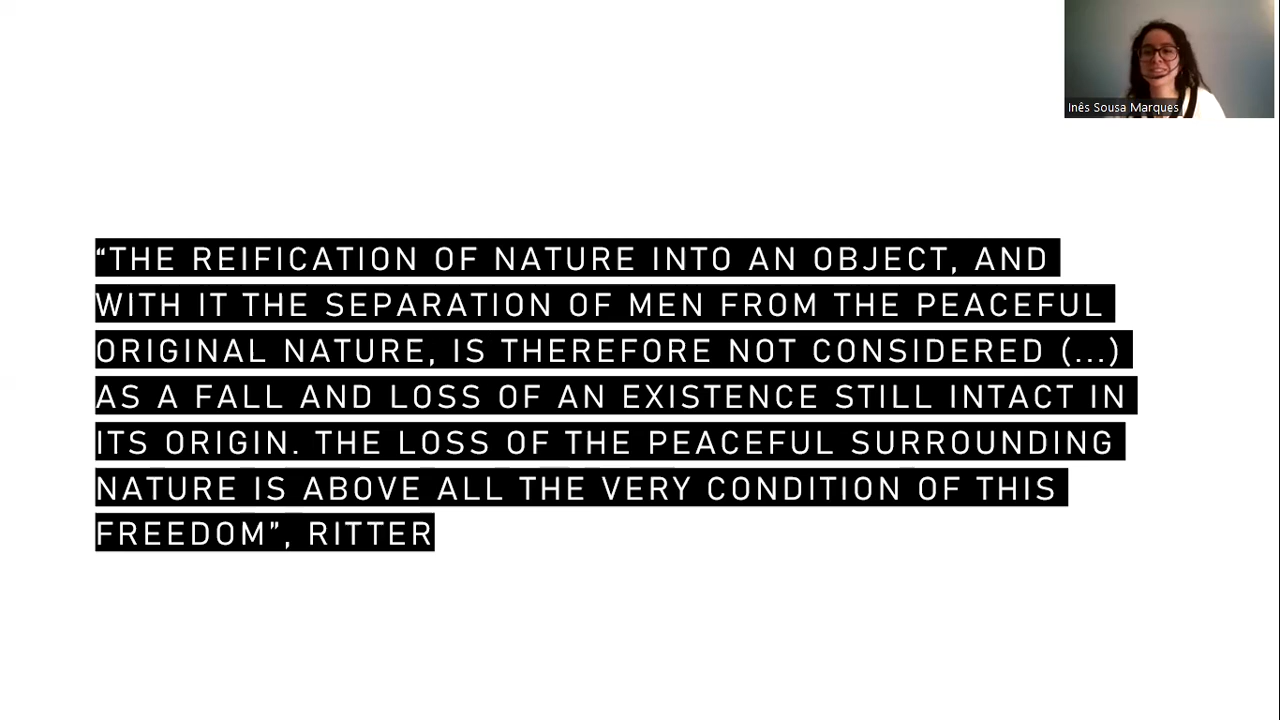 Inês Sousa Marques
“THE REIFICATION OF NATURE INTO AN OBJECT, AND
WITH IT THE SEPARATION OF MEN FROM THE PEACEFUL
ORIGINAL NATURE, IS THEREFORE NOT CONSIDERED (...)
AS A FALL AND LOSS OF AN EXISTENCE STILL INTACT IN
ITS ORIGIN. THE LOSS OF THE PEACEFUL SURROUNDING
NATURE IS ABOVE ALL THE VERY CONDITION OF THIS
FREEDOM”, RITTER